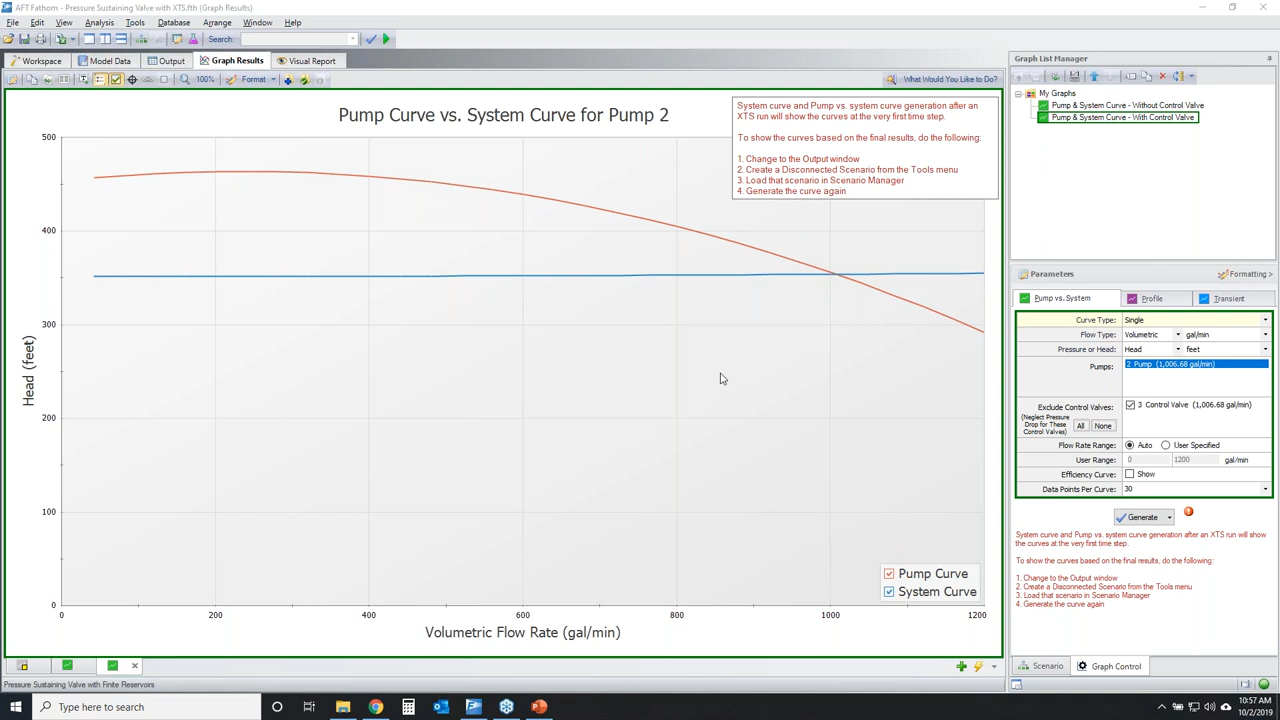 AFT Fathom - Pressure Sustaining Valve with XTS.fth (Graph Results)
File Edit View Analysis Tools Database Arrange Window Help
Search:
Workspace Model Data Output Graph Results Visual Report
100% Format What Would You Like to Do?
Pump Curve vs. System Curve for Pump 2
System curve and Pump vs. system curve generation after an
XTS run will show the curves at the very first time step.
To show the curves based on the final results, do the following:
1. Change to the Output window
2. Create a Disconnected Scenario from the Tools menu
3. Load that scenario in Scenario Manager
4. Generate the curve again
500
400
300
200
100
0
Head (feet)
Pump Curve
System Curve
0 200 400 600 800 1000 1200
Volumetric Flow Rate (gal/min)
Graph List Manager
My Graphs
Pump & System Curve - Without Control Valve
Pump & System Curve - With Control Valve
Parameters Formatting >
Pump vs. System Profile Transient
Curve Type: Single
Flow Type: Volumetric gal/min
Pressure or Head: Head feet
Pumps: 2 Pump (1,006.68 gal/min)
Exclude Control Valves: 3 Control Valve (1,006.68 gal/min)
(Neglect Pressure
Drop for These
Control Valves)
All None
Flow Rate Range: Auto User Specified
User Range: 0 1200 gal/min
Efficiency Curve: Show
Data Points Per Curve: 30
Generate
System curve and Pump vs. system curve generation after an XTS run will show
the curves at the very first time step.
To show the curves based on the final results, do the following:
1. Change to the Output window
2. Create a Disconnected Scenario from the Tools menu
3. Load that scenario in Scenario Manager
4. Generate the curve again
Scenario Graph Control
Pressure Sustaining Valve with Finite Reservoirs
Type here to search
10:57 AM
10/2/2019